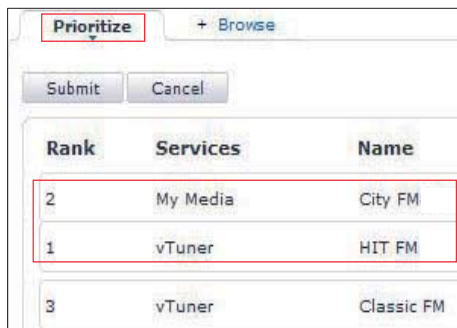 Prioritize + Browse
Submit Cancel
Rank Services Name
2 My Media City FM
1 vTuner HIT FM
3 vTuner Classic FM